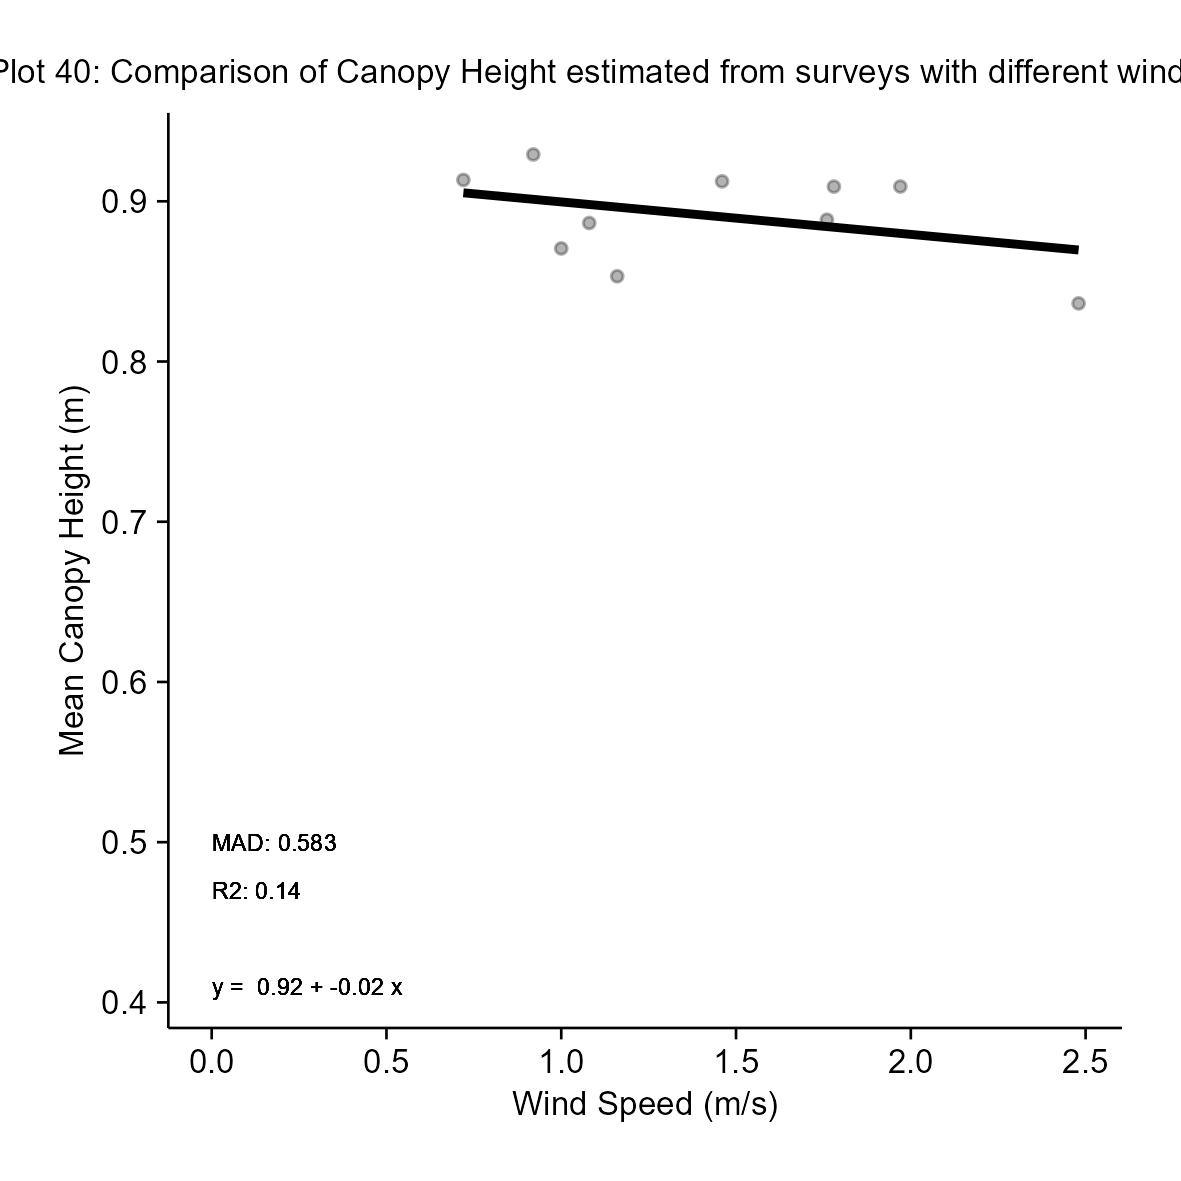 Plot 40: Comparison of Canopy Height estimated from surveys with different wind
0.9
0.8
0.7
0.6
0.5
0.4
Mean Canopy Height (m)
MAD: 0.583
R2: 0.14
y =  0.92 + -0.02 x
0.0 0.5 1.0 1.5 2.0 2.5
Wind Speed (m/s)